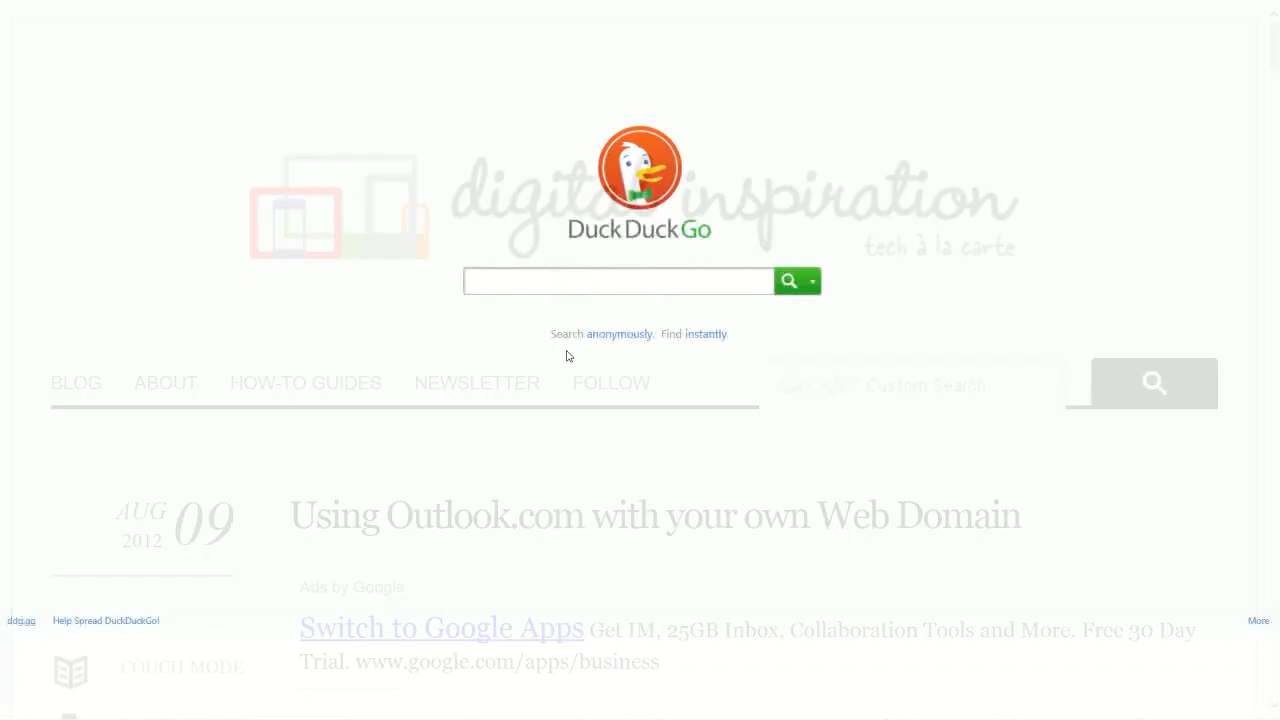 digital inspiration
DuckDuckGo
tech à la carte
Search anonymously. Find instantly.
BLOG ABOUT HOW-TO GUIDES NEWSLETTER FOLLOW Google™ Custom Search
AUG 09
2012
Using Outlook.com with your own Web Domain
Ads by Google
ddg.gg Help Spread DuckDuckGo! More
Switch to Google Apps Get IM, 25GB Inbox, Collaboration Tools and More. Free 30 Day
Trial. www.google.com/apps/business
COUCH MODE